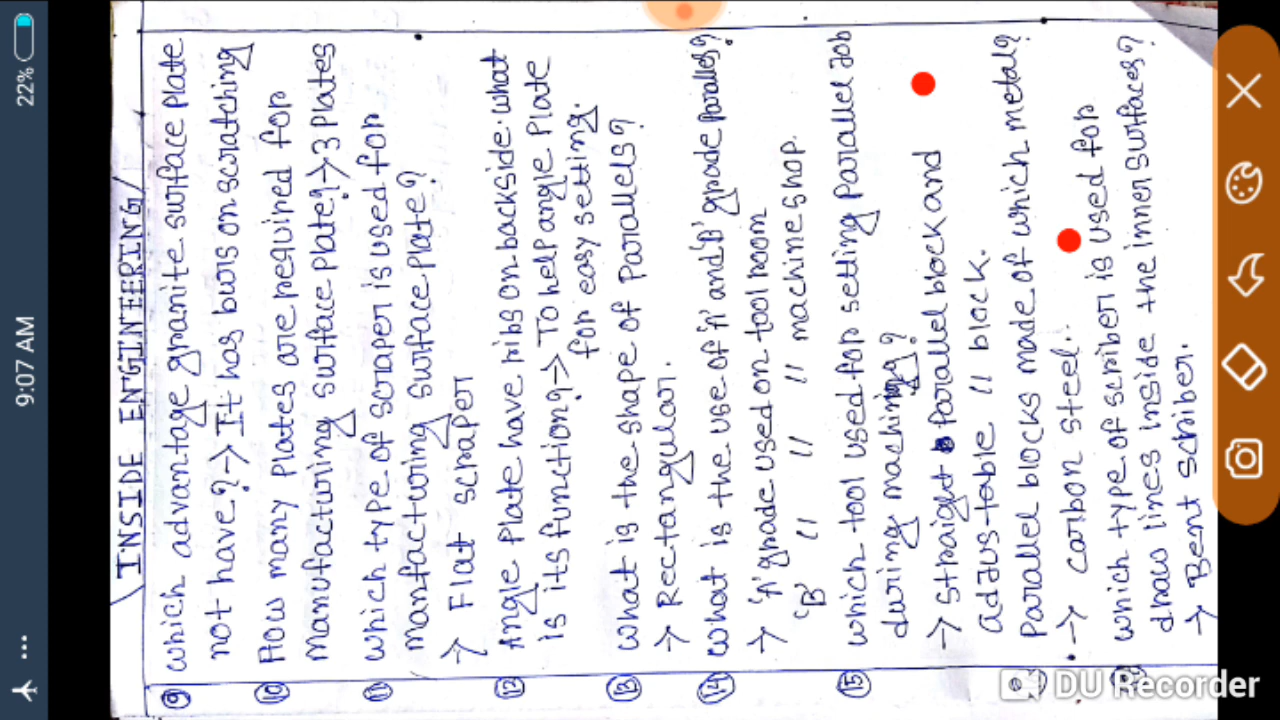 INSIDE ENGINEERING/
⑨ which advantage granite surface plate
not have? → It has burs on scratching
⑩ How many plates are required for
manufacturing surface plate? → 3 plates
⑪ which type of scraper is used for
manfacturing surface plate?
→ Flat scraper
⑫ Angle plate have ribs on backside. what
is its function? → To help angle plate
for easy setting.
⑬ what is the shape of parallels?
→ Rectangular.
⑭ what is the use of 'A' and 'B' grade paralles?
→ 'A' grade used on tool room
'B' " " " machine shop.
⑮ which tool used for setting parallel job
during machining?
→ straight parallel block and
adjustable " block.
parallel blocks made of which metal?
→ carbon steel.
which type of scriber is used for
draw lines inside the inner surfaces?
→ Bent scriber.
22%
9:07 AM
DU Recorder